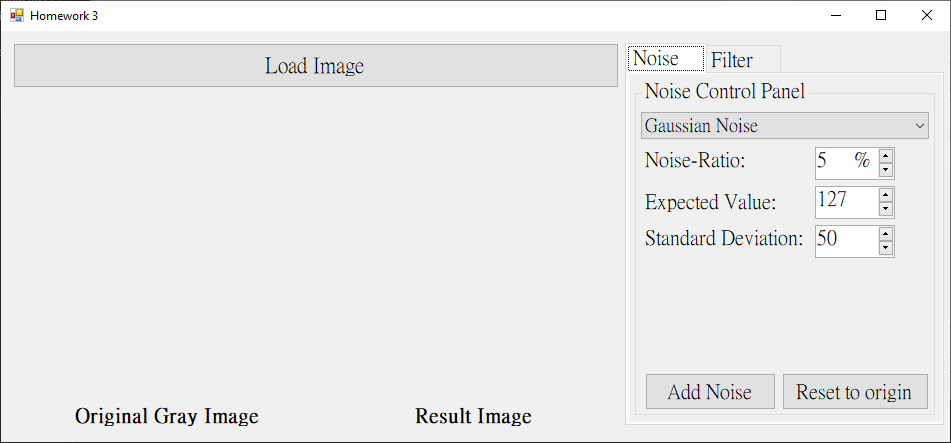 Homework 3
Load Image
Noise
Filter
Noise Control Panel
Gaussian Noise
Noise-Ratio:
5 %
Expected Value:
127
Standard Deviation:
50
Add Noise
Reset to origin
Original Gray Image
Result Image